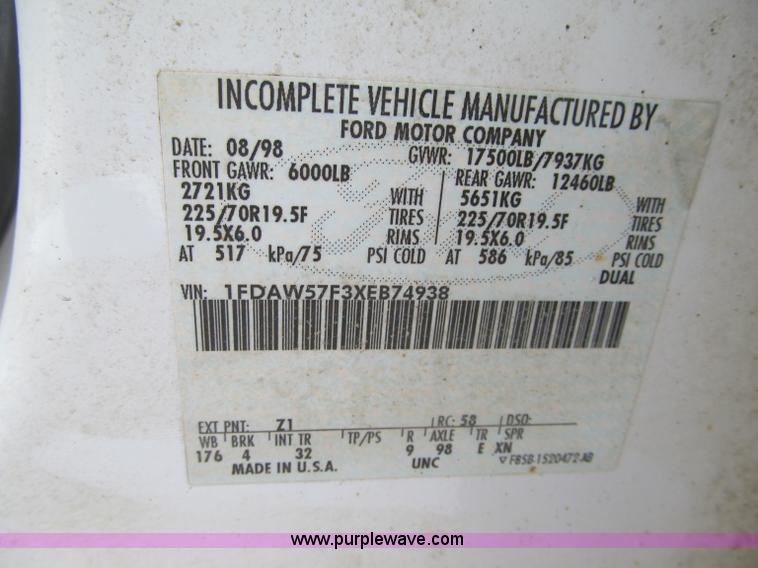 INCOMPLETE VEHICLE MANUFACTURED BY
FORD MOTOR COMPANY
DATE: 08/98 GVWR: 17500LB/7937KG
FRONT GAWR: 6000LB REAR GAWR: 12460LB
2721KG WITH 5651KG WITH
225/70R19.5F TIRES 225/70R19.5F TIRES
19.5X6.0 RIMS 19.5X6.0 RIMS
AT 517 kPa/75 PSI COLD AT 586 kPa/85 PSI COLD
DUAL
VIN: 1FDAW57F3XEB74938
EXT PNT: Z1 RC: 58 DSO:
WB BRK INT TR TP/PS R AXLE TR SPR
176 4 32 9 98 E XN
MADE IN U.S.A. UNC F85B-1520472-AB
www.purplewave.com